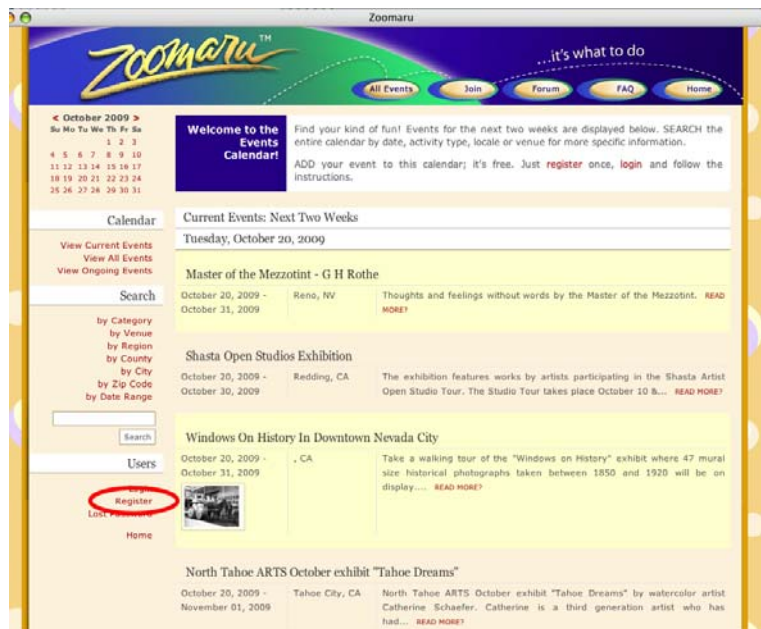 Zoomaru
Zoomaru™
...it's what to do
All Events Join Forum FAQ Home
< October 2009 >
Su Mo Tu We Th Fr Sa
1 2 3
4 5 6 7 8 9 10
11 12 13 14 15 16 17
18 19 20 21 22 23 24
25 26 27 28 29 30 31
Calendar
View Current Events
View All Events
View Ongoing Events
Search
by Category
by Venue
by Region
by County
by City
by Zip Code
by Date Range
Search
Users
Login
Register
Lost Password
Home
Welcome to the
Events
Calendar!
Find your kind of fun! Events for the next two weeks are displayed below. SEARCH the
entire calendar by date, activity type, locale or venue for more specific information.
ADD your event to this calendar; it's free. Just register once, login and follow the
instructions.
Current Events: Next Two Weeks
Tuesday, October 20, 2009
Master of the Mezzotint - G H Rothe
October 20, 2009 - Reno, NV Thoughts and feelings without words by the Master of the Mezzotint. READ
October 31, 2009 MORE?
Shasta Open Studios Exhibition
October 20, 2009 - Redding, CA The exhibition features works by artists participating in the Shasta Artist
October 30, 2009 Open Studio Tour. The Studio Tour takes place October 10 &... READ MORE?
Windows On History In Downtown Nevada City
October 20, 2009 - , CA Take a walking tour of the "Windows on History" exhibit where 47 mural
October 31, 2009 size historical photographs taken between 1850 and 1920 will be on
display.... READ MORE?
North Tahoe ARTS October exhibit "Tahoe Dreams"
October 20, 2009 - Tahoe City, CA North Tahoe ARTS October exhibit "Tahoe Dreams" by watercolor artist
November 01, 2009 Catherine Schaefer. Catherine is a third generation artist who has
had... READ MORE?